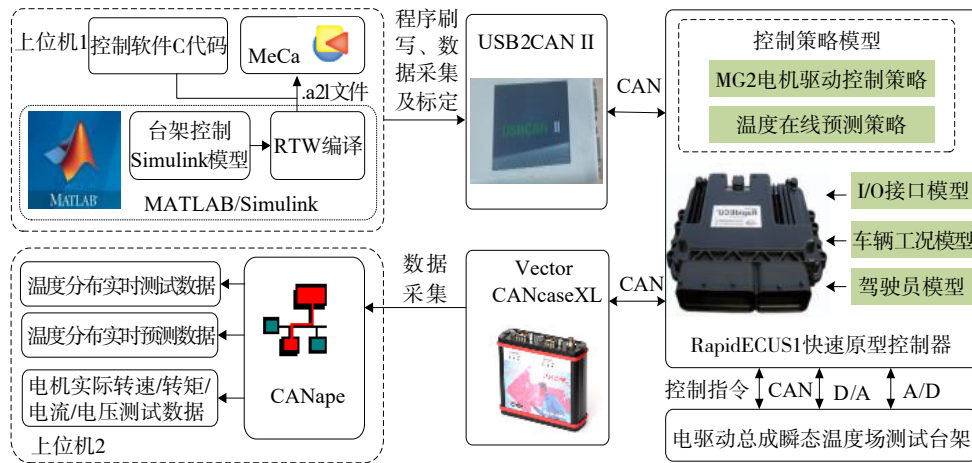 上位机1
控制软件C代码
MeCa
.a2l文件
台架控制
Simulink模型
RTW编译
MATLAB
MATLAB/Simulink
程序刷
写、数
据采集
及标定
USB2CAN II
USBCAN II
CAN
控制策略模型
MG2电机驱动控制策略
温度在线预测策略
I/O接口模型
车辆工况模型
驾驶员模型
RapidECU
RapidECUS1快速原型控制器
温度分布实时测试数据
温度分布实时预测数据
电机实际转速/转矩/
电流/电压测试数据
CANape
上位机2
数据
采集
Vector
CANcaseXL
CAN
控制指令
CAN
D/A
A/D
电驱动总成瞬态温度场测试台架